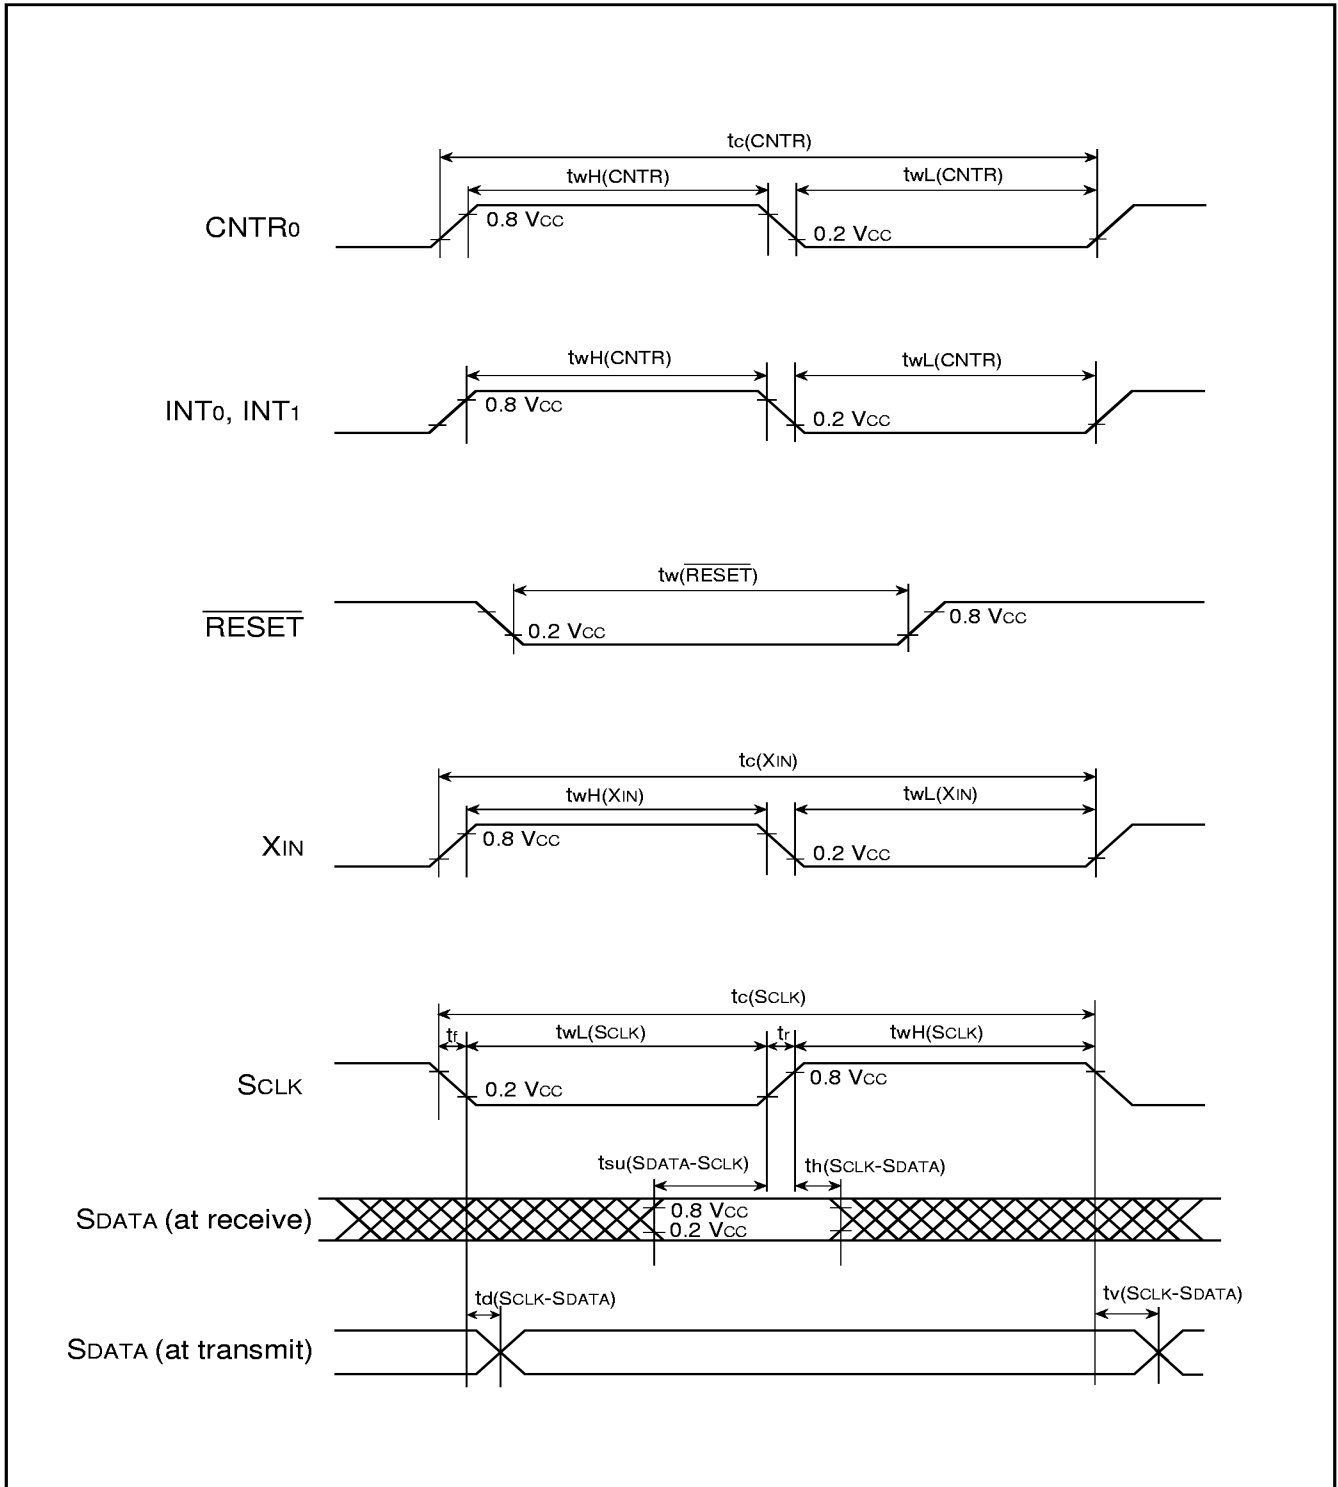 tc(CNTR)
twH(CNTR) twL(CNTR)
CNTR0 0.8 VCC 0.2 VCC
twH(CNTR) twL(CNTR)
INT0, INT1 0.8 VCC 0.2 VCC
tw(RESET)
RESET 0.2 VCC 0.8 VCC
tc(XIN)
twH(XIN) twL(XIN)
XIN 0.8 VCC 0.2 VCC
tc(SCLK)
tf twL(SCLK) tr twH(SCLK)
SCLK 0.2 VCC 0.8 VCC
tsu(SDATA-SCLK) th(SCLK-SDATA)
SDATA (at receive) 0.8 VCC
0.2 VCC
td(SCLK-SDATA) tv(SCLK-SDATA)
SDATA (at transmit)